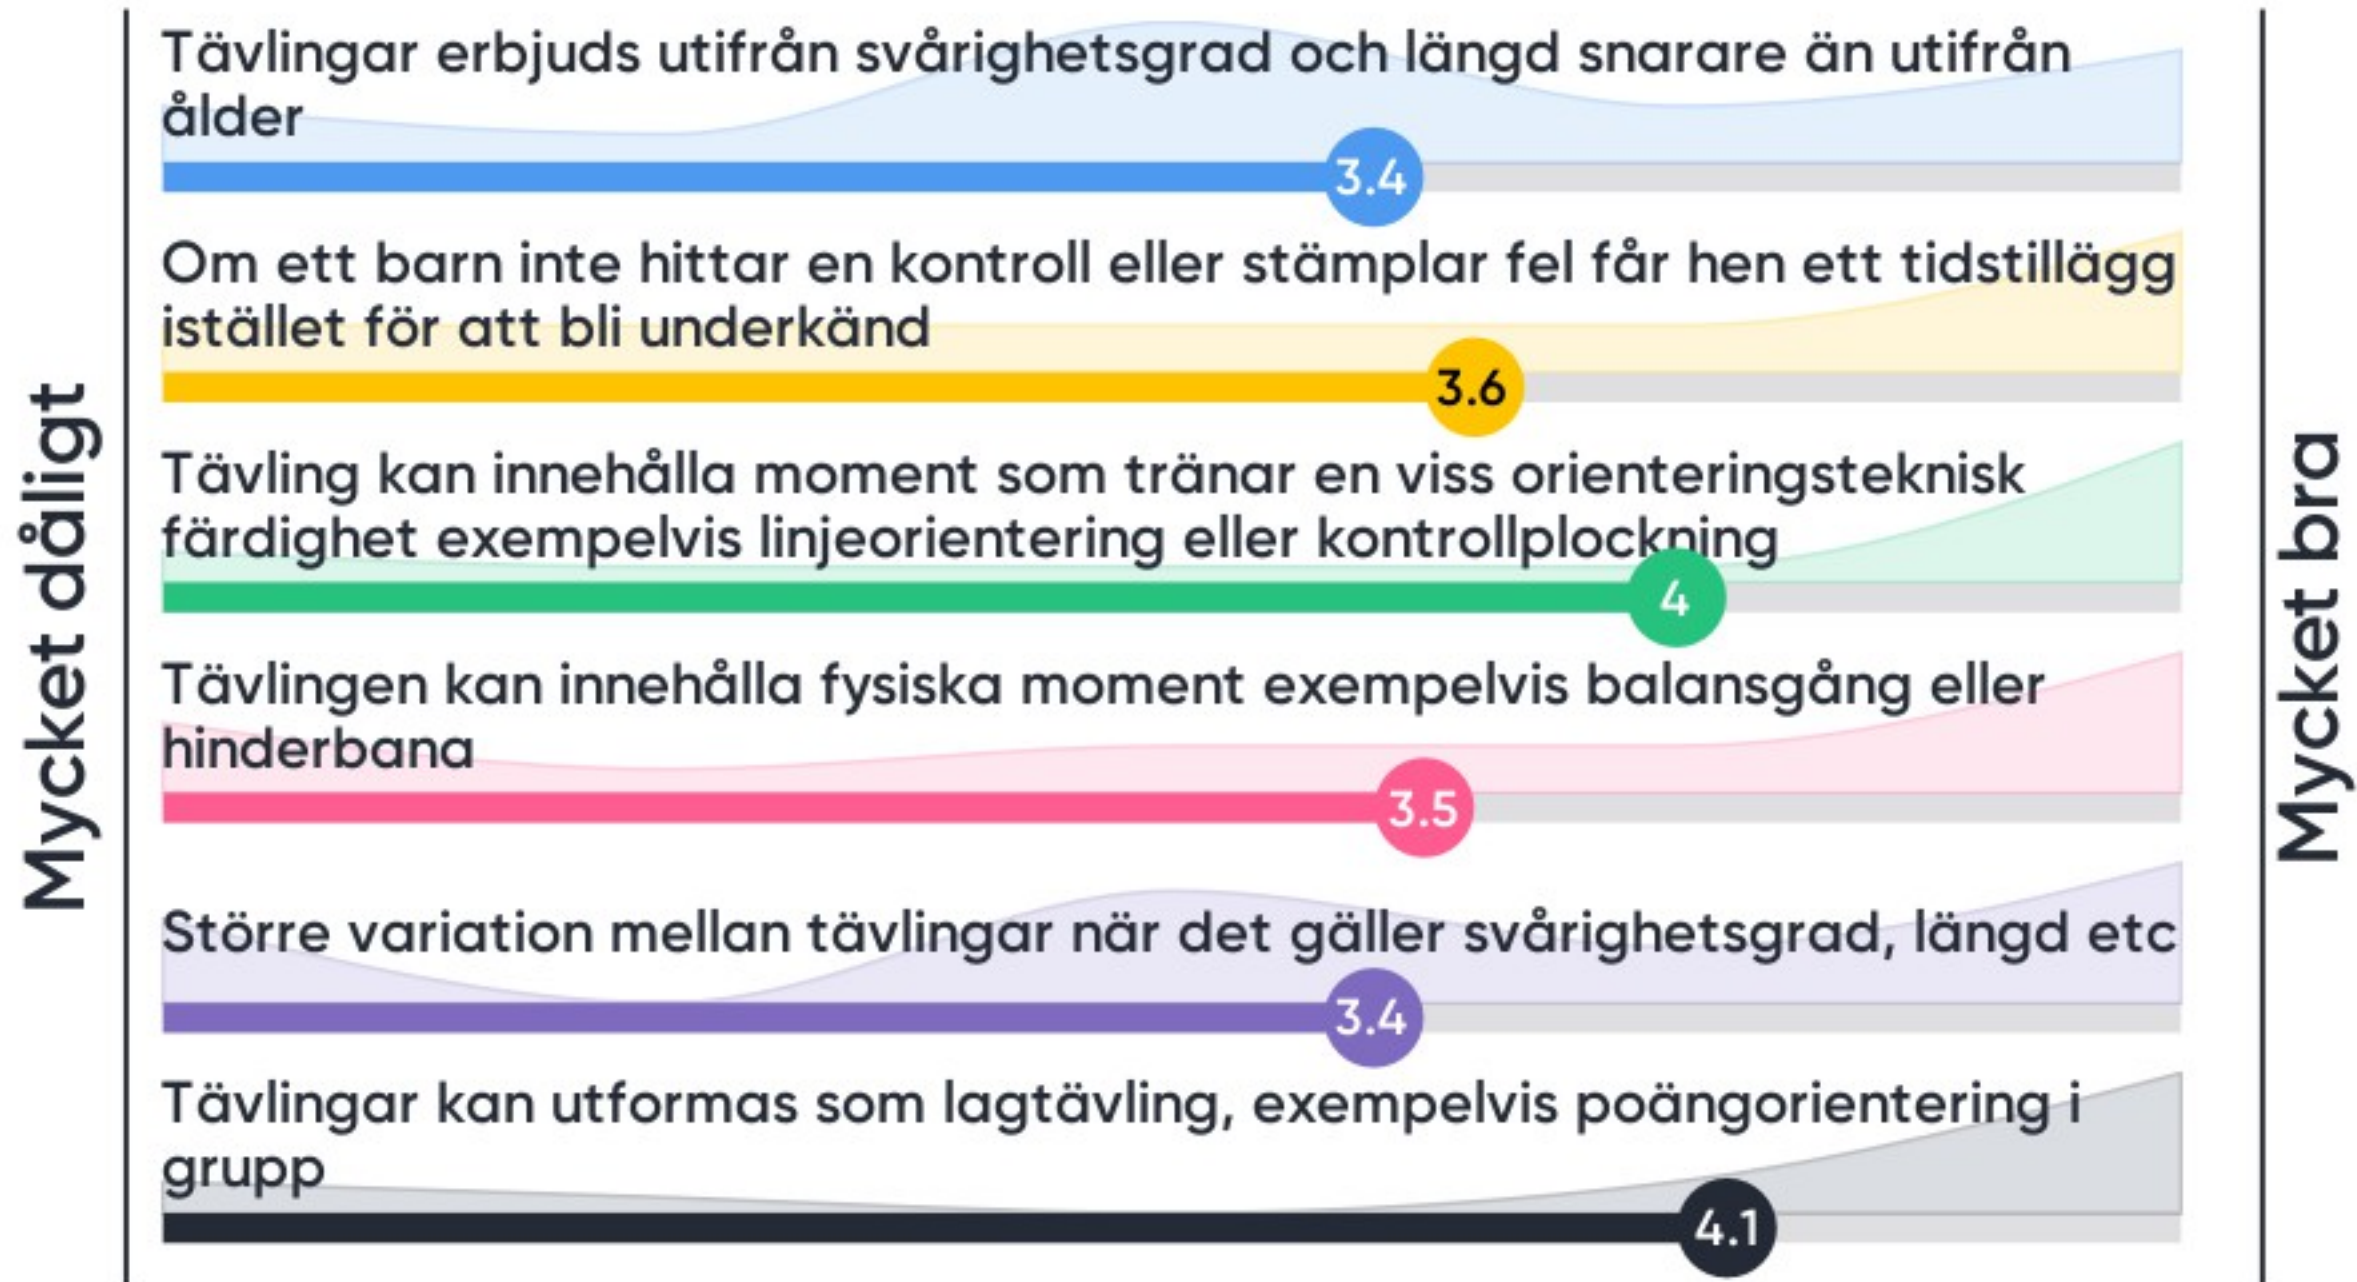 Mycket dåligt
Tävlingar erbjuds utifrån svårighetsgrad och längd snarare än utifrån
ålder
3.4
Om ett barn inte hittar en kontroll eller stämplar fel får hen ett tidstillägg
istället för att bli underkänd
3.6
Tävling kan innehålla moment som tränar en viss orienteringsteknisk
färdighet exempelvis linjeorientering eller kontrollplockning
4
Tävlingen kan innehålla fysiska moment exempelvis balansgång eller
hinderbana
3.5
Större variation mellan tävlingar när det gäller svårighetsgrad, längd etc
3.4
Tävlingar kan utformas som lagtävling, exempelvis poängorientering i
grupp
4.1
Mycket bra